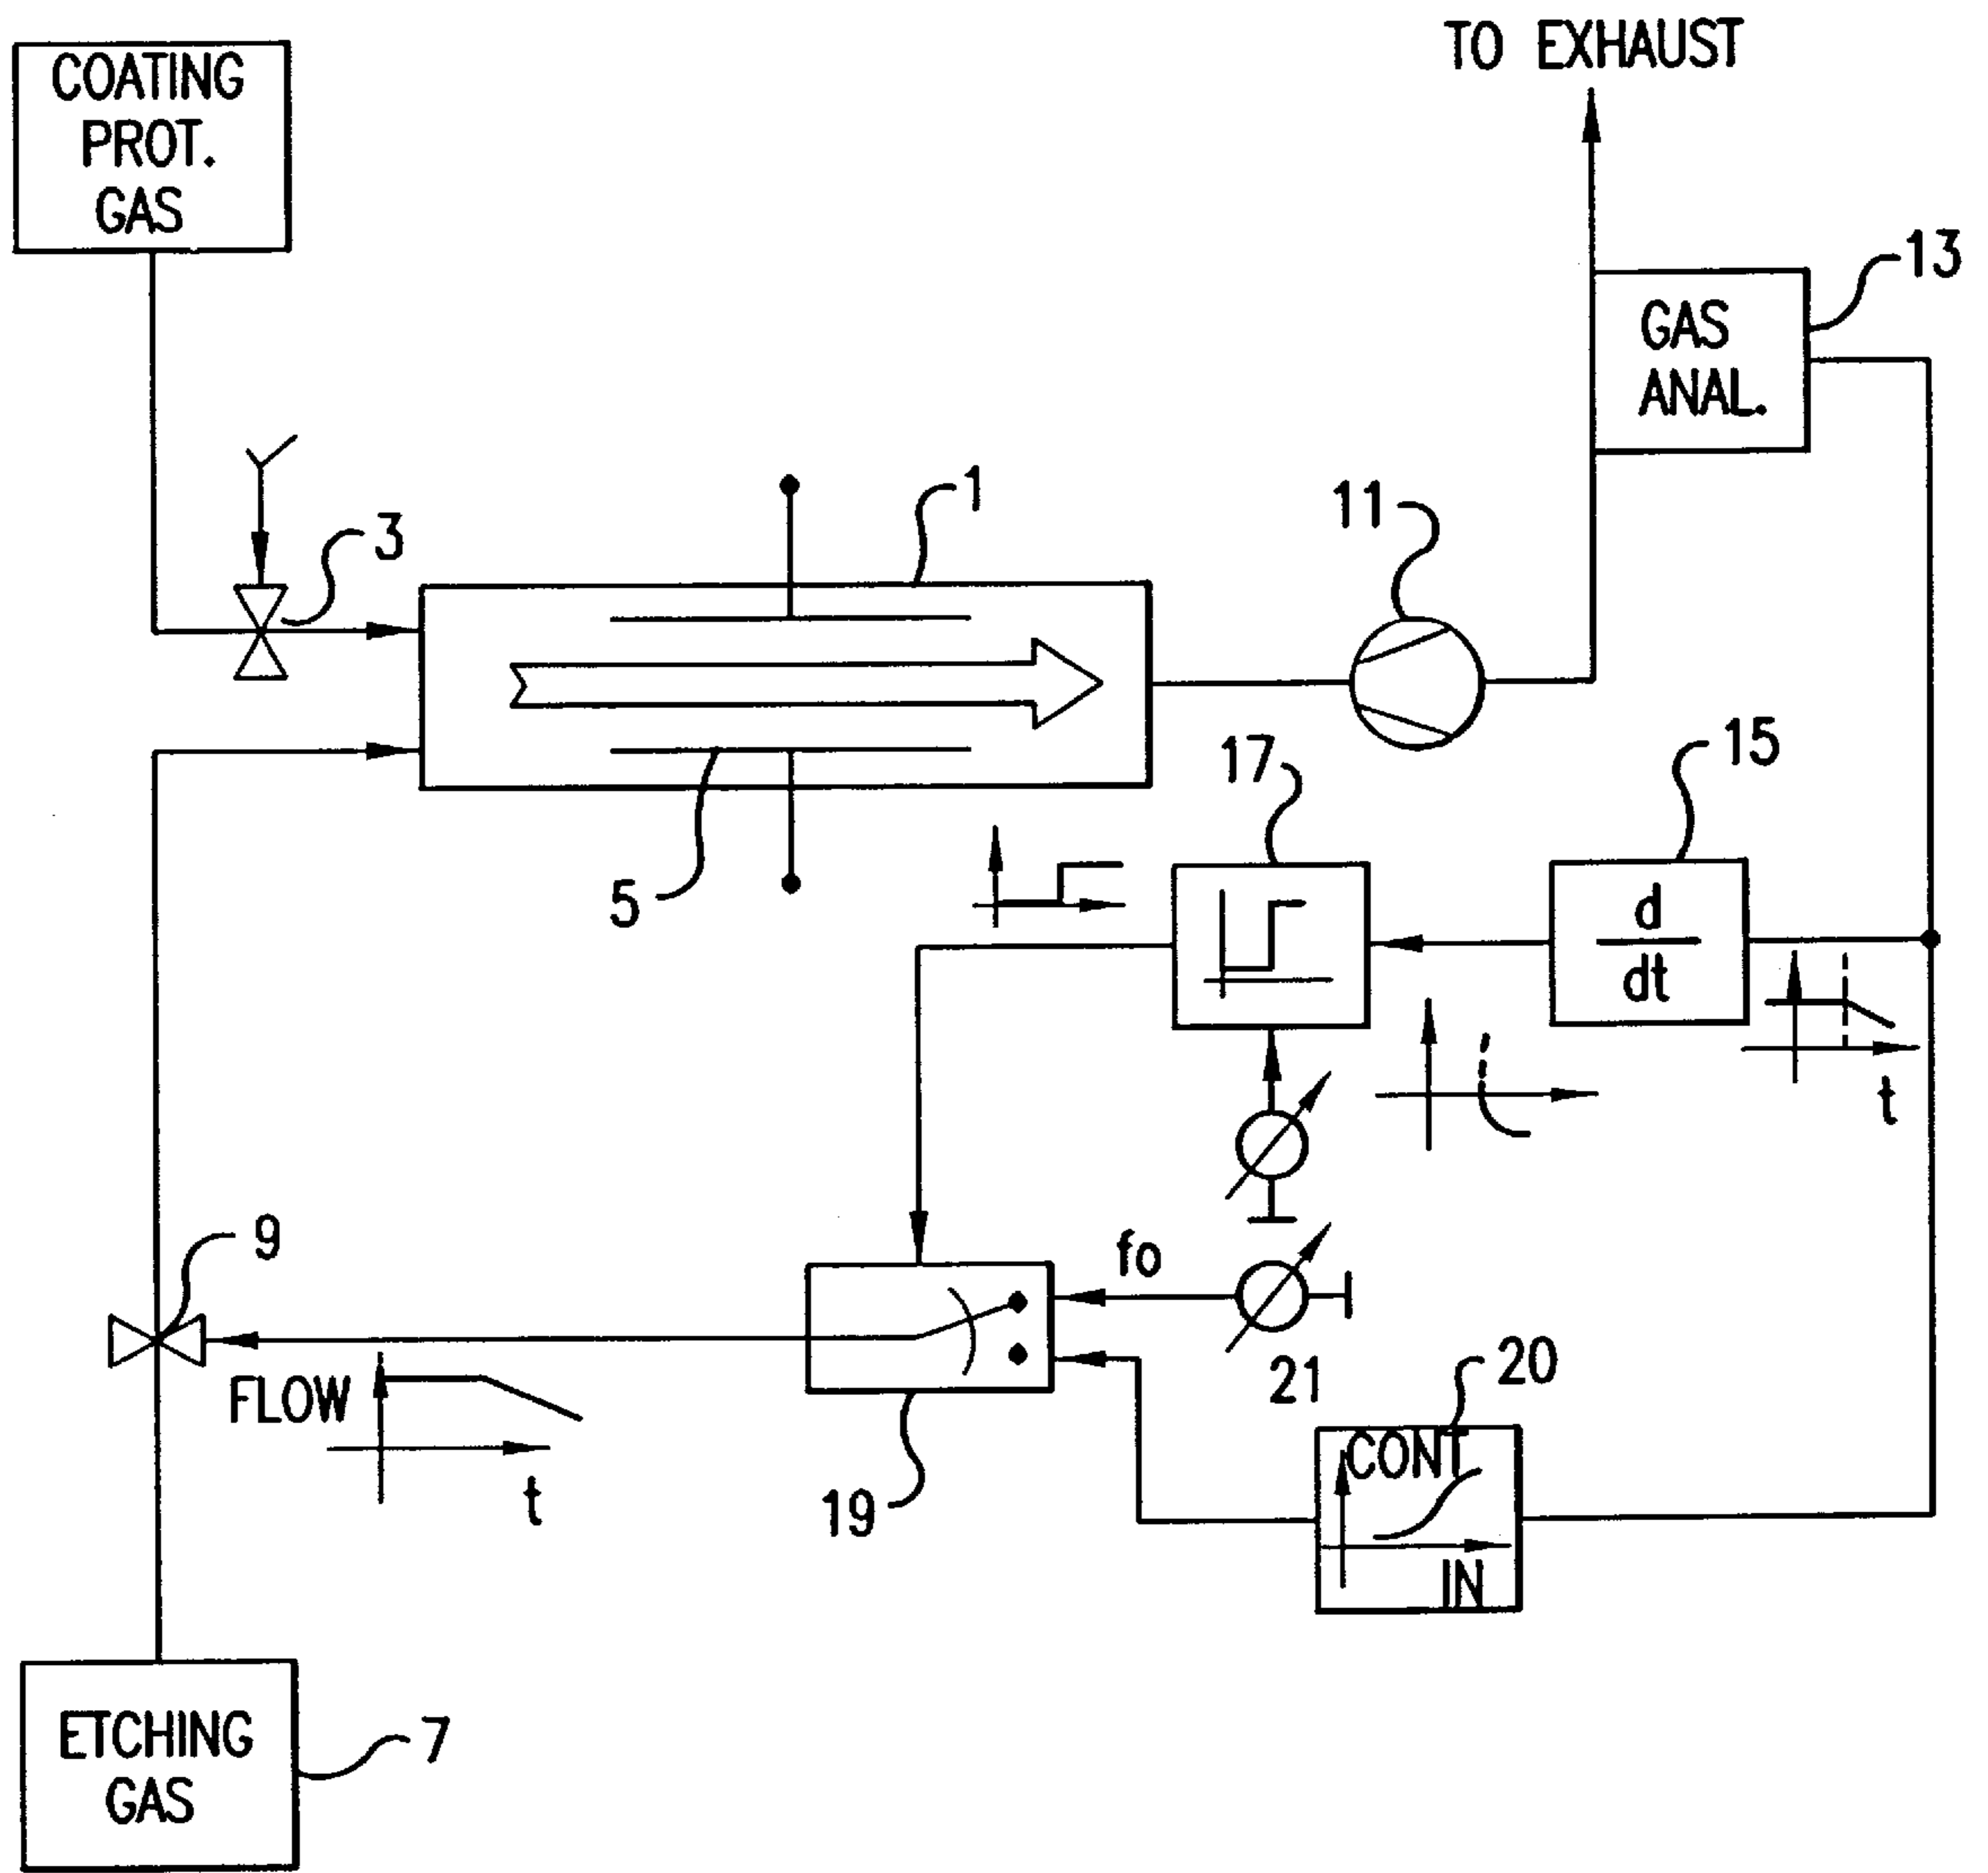 COATING
PROT.
GAS
TO EXHAUST
13
GAS
ANAL.
1
11
3
17
15
5
d
dt
t
9
fo
FLOW
t
21
20
19
CONT
IN
ETCHING
GAS
7